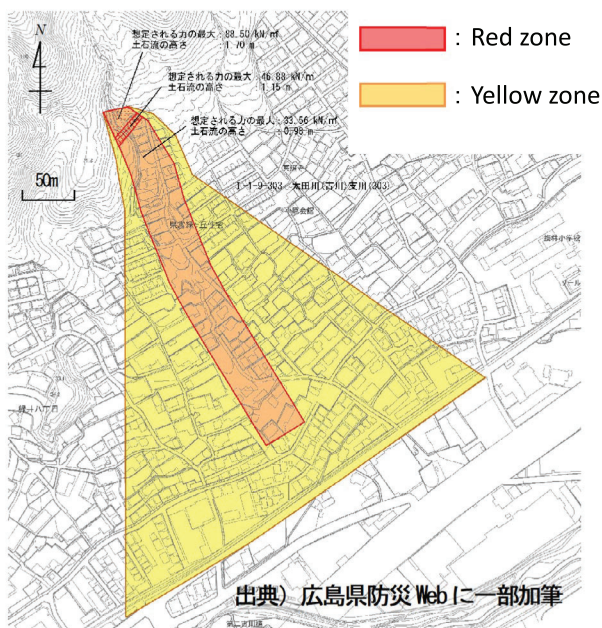 想定される力の最大 : 88.50 kN/㎡
土石流の高さ : 1.70 m
想定される力の最大 : 46.88 kN/㎡
土石流の高さ : 1.15 m
想定される力の最大 : 33.56 kN/㎡
土石流の高さ : 0.98 m
: Red zone
: Yellow zone
N
50m
I-1-9-303 太田川(古川)支川(303)
出典）広島県防災Webに一部加筆